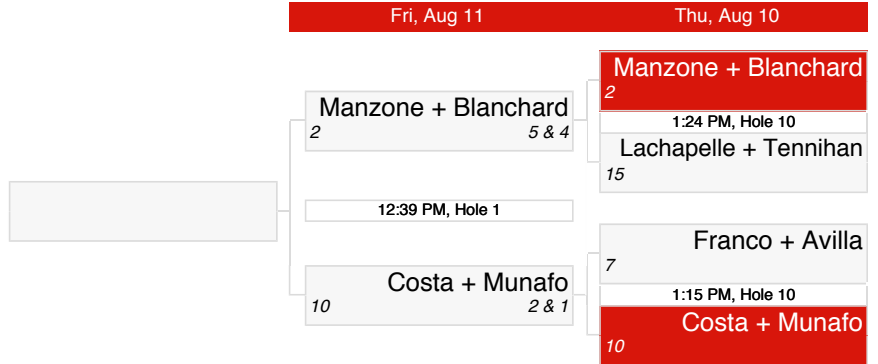 Fri, Aug 11
Thu, Aug 10
Manzone + Blanchard
2
1:24 PM, Hole 10
Lachapelle + Tennihan
15
Manzone + Blanchard
2 5 & 4
12:39 PM, Hole 1
Costa + Munafo
10 2 & 1
Franco + Avilla
7
1:15 PM, Hole 10
Costa + Munafo
10